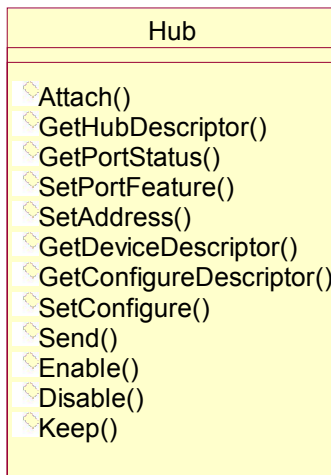 Hub
Attach()
GetHubDescriptor()
GetPortStatus()
SetPortFeature()
SetAddress()
GetDeviceDescriptor()
GetConfigureDescriptor()
SetConfigure()
Send()
Enable()
Disable()
Keep()